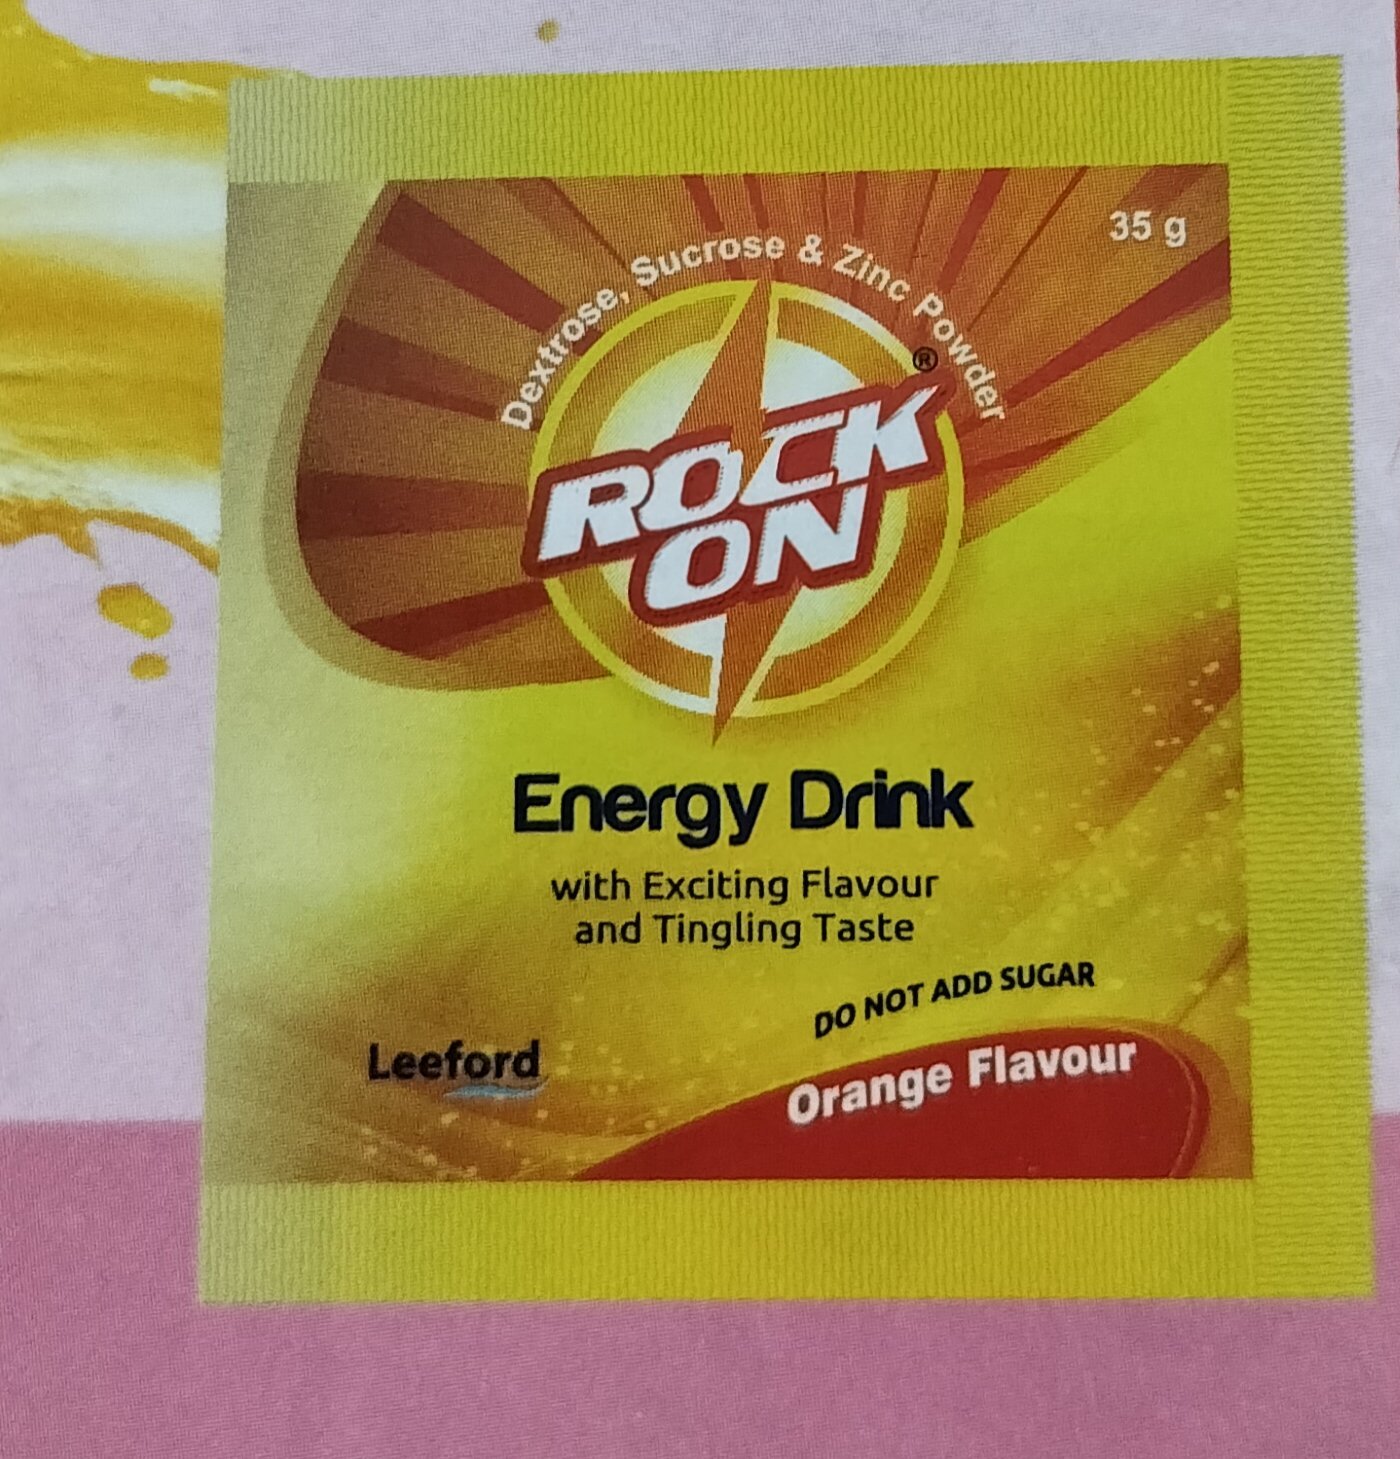 35 g
Dextrose, Sucrose & Zinc Powder
®
ROCK
ON
Energy Drink
with Exciting Flavour
and Tingling Taste
DO NOT ADD SUGAR
Leeford
Orange Flavour